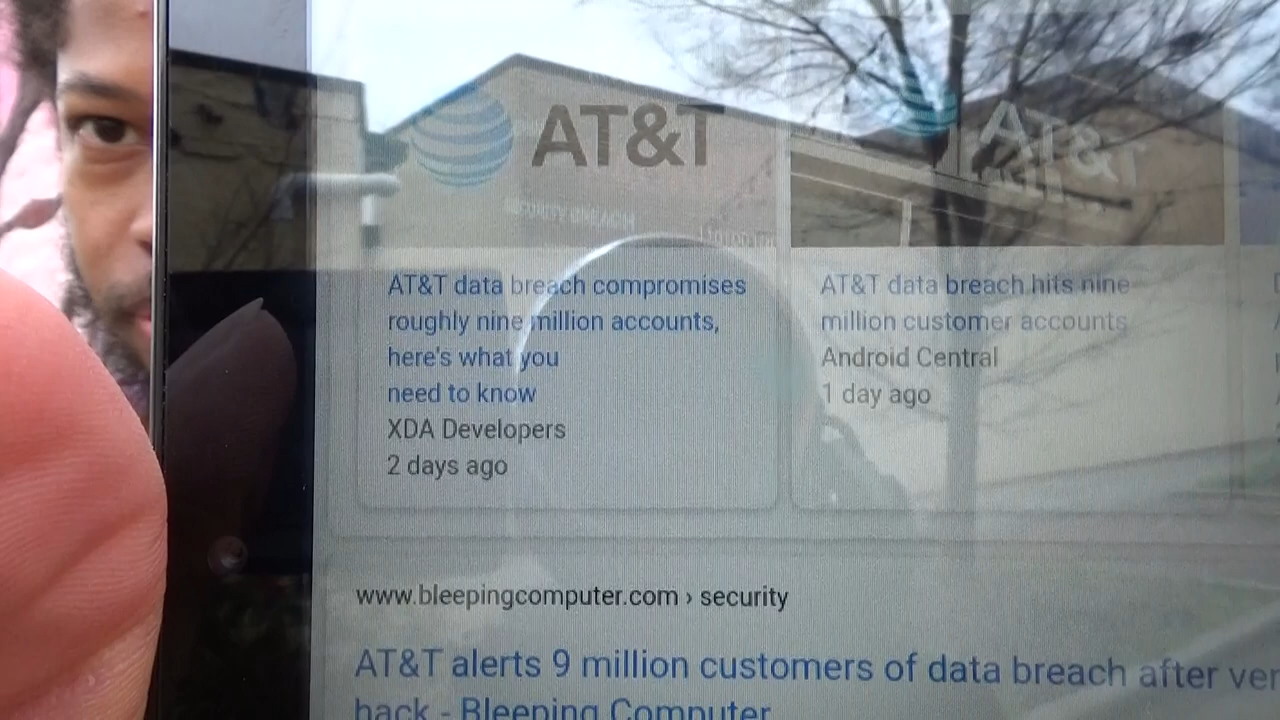 AT&T
AT&T
AT&T data breach compromises
roughly nine million accounts,
here's what you
need to know
XDA Developers
2 days ago
AT&T data breach hits nine
million customer accounts
Android Central
1 day ago
www.bleepingcomputer.com › security
AT&T alerts 9 million customers of data breach after ver
hack - Bleeping Computer